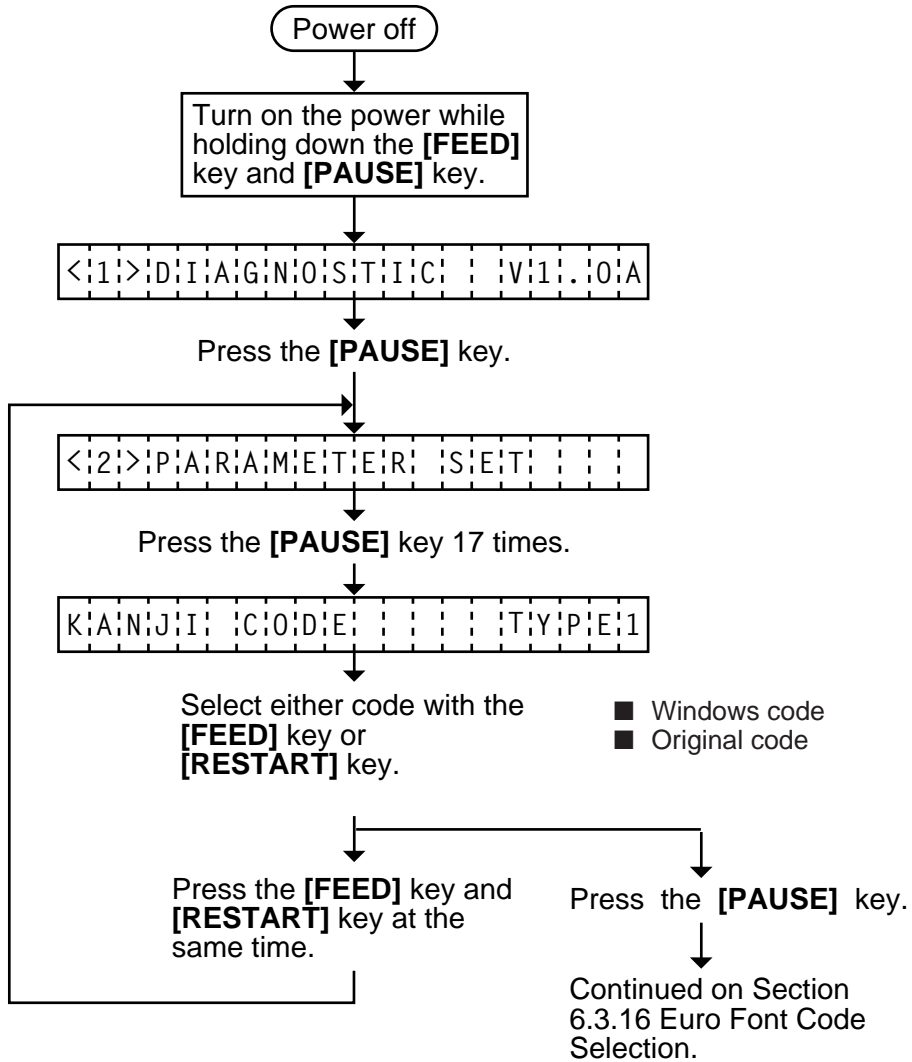 Power off
Turn on the power while
holding down the [FEED]
key and [PAUSE] key.
<1>DIAGNOSTIC  V1.0A
Press the [PAUSE] key.
<2>PARAMETER SET
Press the [PAUSE] key 17 times.
KANJI CODE     TYPE1
Select either code with the
[FEED] key or
[RESTART] key.
■ Windows code
■ Original code
Press the [FEED] key and
[RESTART] key at the
same time.
Press the [PAUSE] key.
Continued on Section
6.3.16 Euro Font Code
Selection.